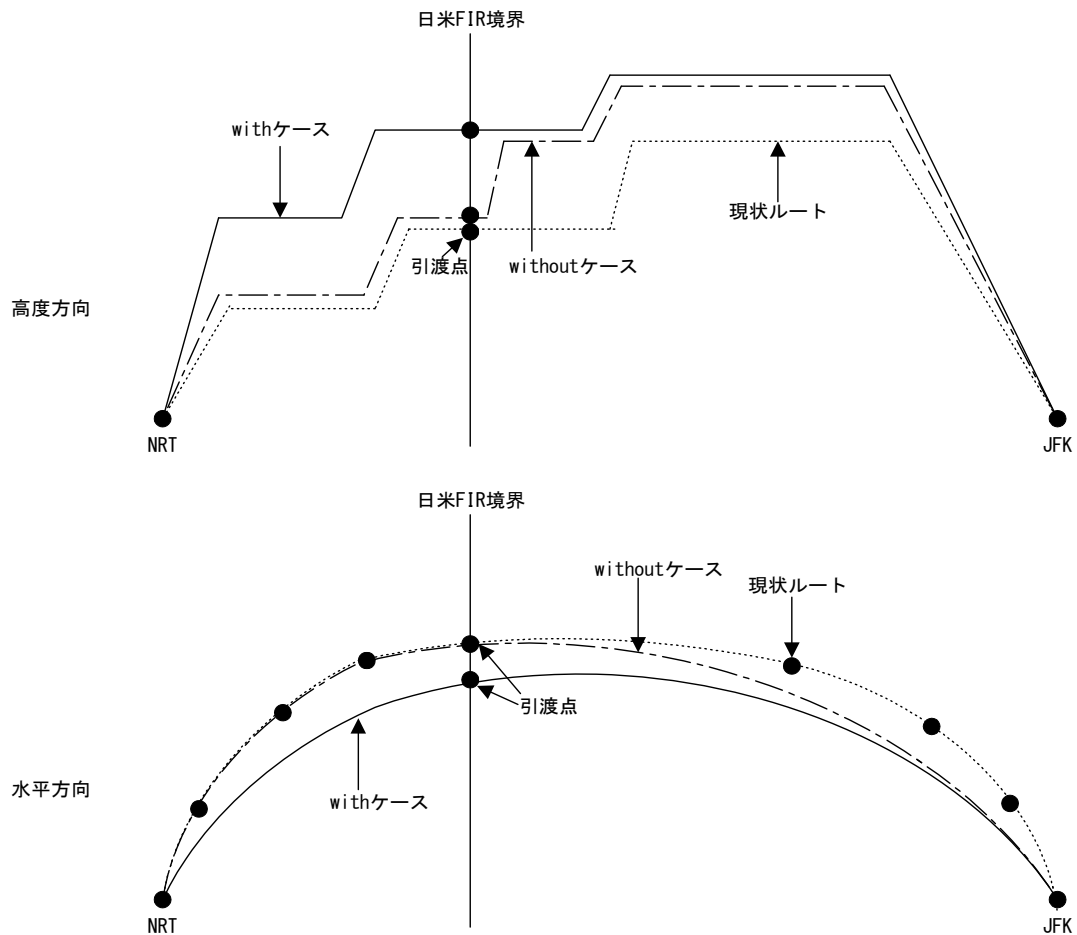 日米FIR境界
withケース
現状ルート
引渡点
withoutケース
高度方向
NRT
JFK
日米FIR境界
withoutケース
現状ルート
引渡点
水平方向
withケース
NRT
JFK